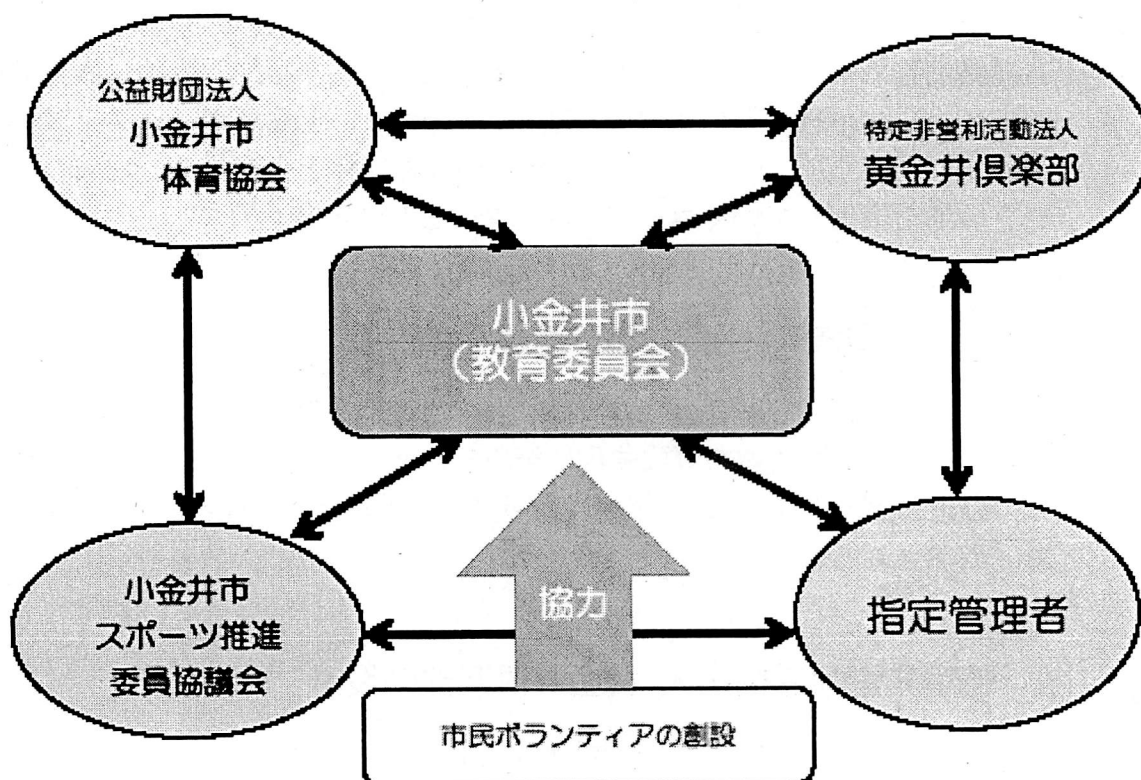 公益財団法人
小金井市
体育協会
特定非営利活動法人
黄金井倶楽部
小金井市
（教育委員会）
小金井市
スポーツ推進
委員協議会
協力
指定管理者
市民ボランティアの創設